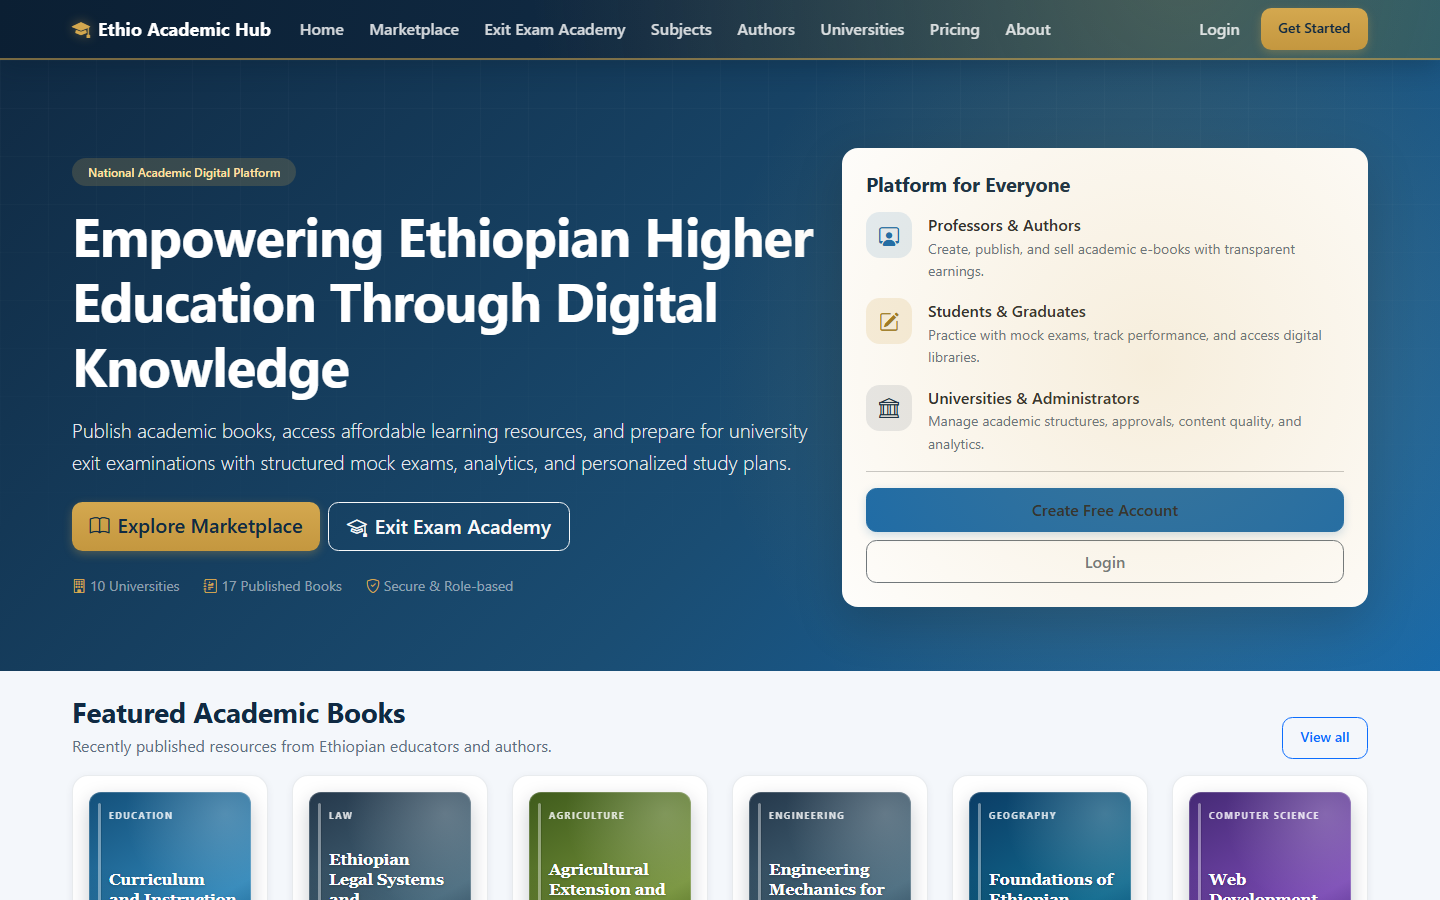 Ethio Academic Hub
Home
Marketplace
Exit Exam Academy
Subjects
Authors
Universities
Pricing
About
Login
Get Started
National Academic Digital Platform
Empowering Ethiopian Higher
Education Through Digital
Knowledge
Publish academic books, access affordable learning resources, and prepare for university
exit examinations with structured mock exams, analytics, and personalized study plans.
Explore Marketplace
Exit Exam Academy
10 Universities
17 Published Books
Secure & Role-based
Platform for Everyone
Professors & Authors
Create, publish, and sell academic e-books with transparent
earnings.
Students & Graduates
Practice with mock exams, track performance, and access digital
libraries.
Universities & Administrators
Manage academic structures, approvals, content quality, and
analytics.
Create Free Account
Login
Featured Academic Books
Recently published resources from Ethiopian educators and authors.
View all
EDUCATION
Curriculum
and Instruction
LAW
Ethiopian
Legal Systems
and
AGRICULTURE
Agricultural
Extension and
ENGINEERING
Engineering
Mechanics for
GEOGRAPHY
Foundations of
Ethiopian
COMPUTER SCIENCE
Web
Development